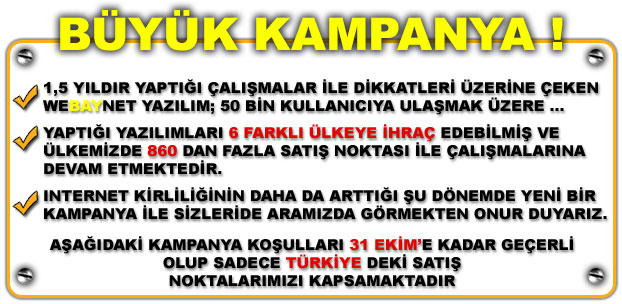 BÜYÜK KAMPANYA !
1,5 YILDIR YAPTIĞI ÇALIŞMALAR İLE DİKKATLERİ ÜZERİNE ÇEKEN
WEBAYNET YAZILIM; 50 BİN KULLANICIYA ULAŞMAK ÜZERE ...
YAPTIĞI YAZILIMLARI 6 FARKLI ÜLKEYE İHRAÇ EDEBİLMİŞ VE
ÜLKEMİZDE 860 DAN FAZLA SATIŞ NOKTASI İLE ÇALIŞMALARINA
DEVAM ETMEKTEDİR.
INTERNET KİRLİLİĞİNİN DAHA DA ARTTIĞI ŞU DÖNEMDE YENİ BİR
KAMPANYA İLE SİZLERİDE ARAMIZDA GÖRMEKTEN ONUR DUYARIZ.
AŞAĞIDAKİ KAMPANYA KOŞULLARI 31 EKİM'E KADAR GEÇERLİ
OLUP SADECE TÜRKİYE DEKİ SATIŞ
NOKTALARIMIZI KAPSAMAKTADIR